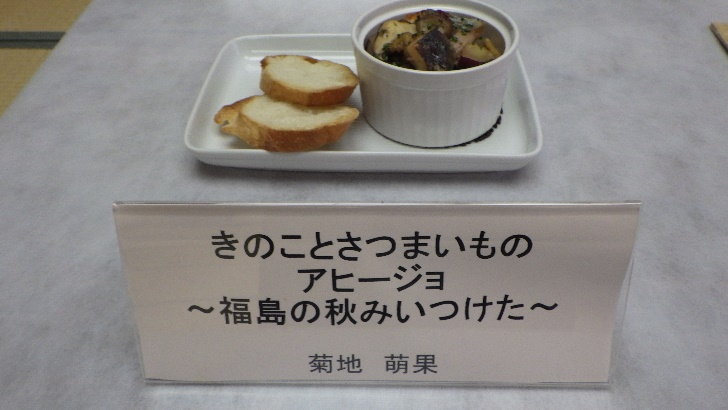 きのことさつまいもの
アヒージョ
～福島の秋みいつけた～
菊地　萌果